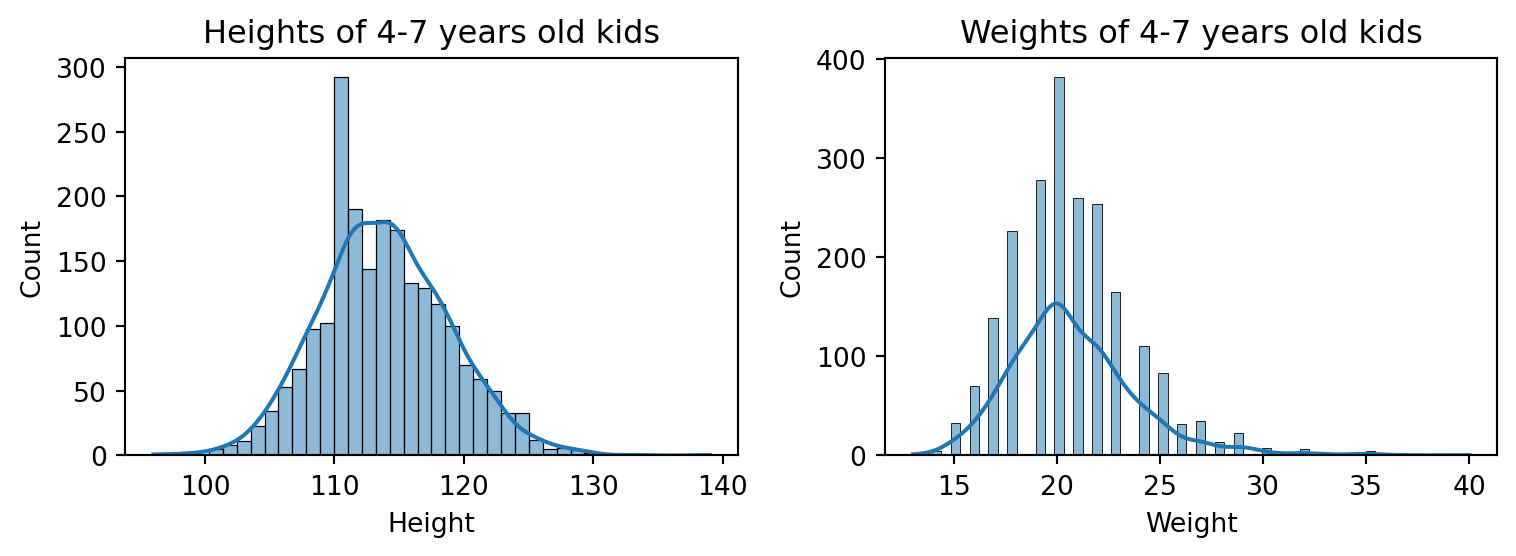 Heights of 4-7 years old kids
300
250
200
150
100
50
0
Count
100 110 120 130 140
Height
Weights of 4-7 years old kids
400
300
200
100
0
Count
15 20 25 30 35 40
Weight